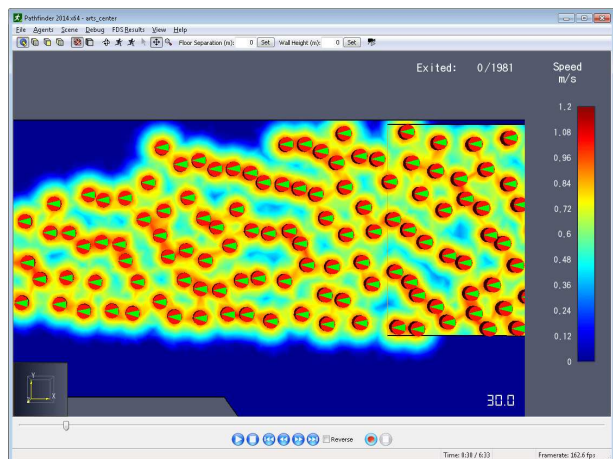 Pathfinder 2014 x64 - arts_center
File Agents Scene Debug FDS Results View Help
Floor Separation (m): 0 Set Wall Height (m): 0 Set
Exited: 0/1981
Speed
m/s
1.2
1.08
0.96
0.84
0.72
0.6
0.48
0.36
0.24
0.12
0
Y
X
30.0
Reverse
Time: 0:30 / 6:33 Framerate: 162.6 fps